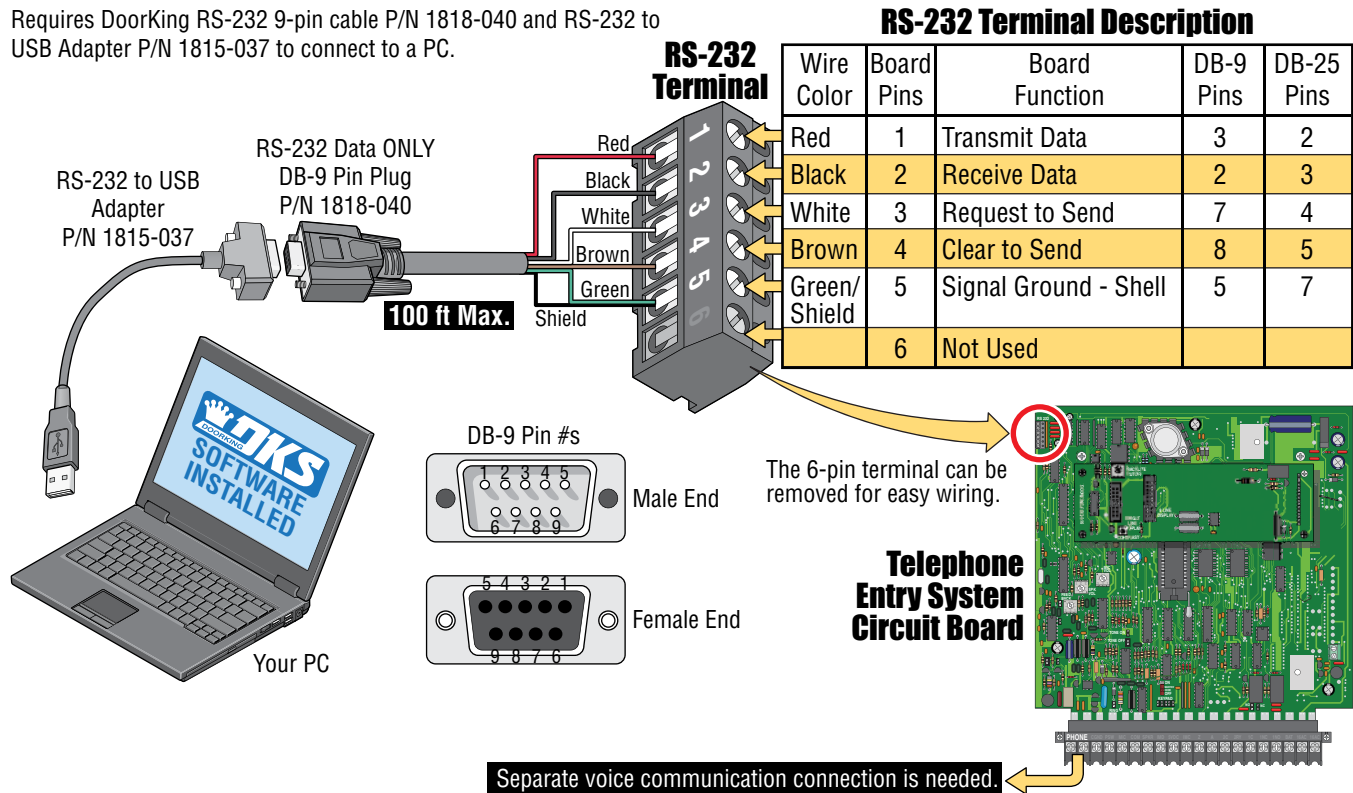 Requires DoorKing RS-232 9-pin cable P/N 1818-040 and RS-232 to
USB Adapter P/N 1815-037 to connect to a PC.
RS-232
Terminal
RS-232 Terminal Description
Wire Color Board Pins Board Function DB-9 Pins DB-25 Pins
Red 1 Transmit Data 3 2
Black 2 Receive Data 2 3
White 3 Request to Send 7 4
Brown 4 Clear to Send 8 5
Green/ Shield 5 Signal Ground - Shell 5 7
6 Not Used
RS-232 to USB
Adapter
P/N 1815-037
RS-232 Data ONLY
DB-9 Pin Plug
P/N 1818-040
Red
Black
White
Brown
Green
Shield
1
2
3
4
5
6
100 ft Max.
DOORKING
DKS
SOFTWARE
INSTALLED
Your PC
DB-9 Pin #s
1 2 3 4 5
6 7 8 9
Male End
5 4 3 2 1
9 8 7 6
Female End
The 6-pin terminal can be
removed for easy wiring.
Telephone
Entry System
Circuit Board
RS 232
TONE ON
TONE OFF
KEYPAD
PHONE
Separate voice communication connection is needed.